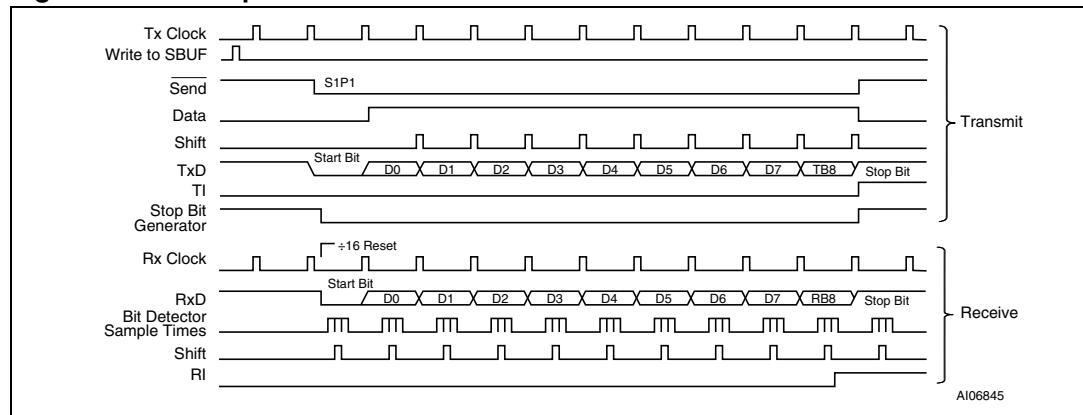 Tx Clock
Write to SBUF
Send
S1P1
Data
Transmit
Shift
Start Bit
TxD
D0 D1 D2 D3 D4 D5 D6 D7 TB8 Stop Bit
TI
Stop Bit
Generator
÷16 Reset
Rx Clock
Start Bit
RxD
D0 D1 D2 D3 D4 D5 D6 D7 RB8 Stop Bit
Receive
Bit Detector
Sample Times
Shift
RI
AI06845